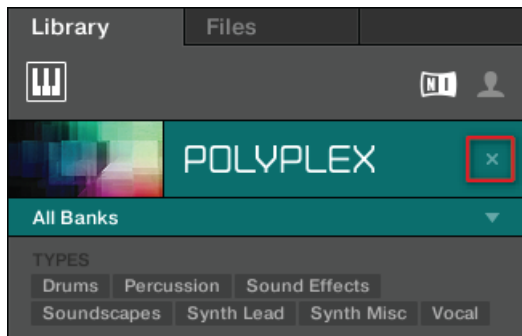 Library Files
NI
POLYPLEX
All Banks
TYPES
Drums Percussion Sound Effects
Soundscapes Synth Lead Synth Misc Vocal